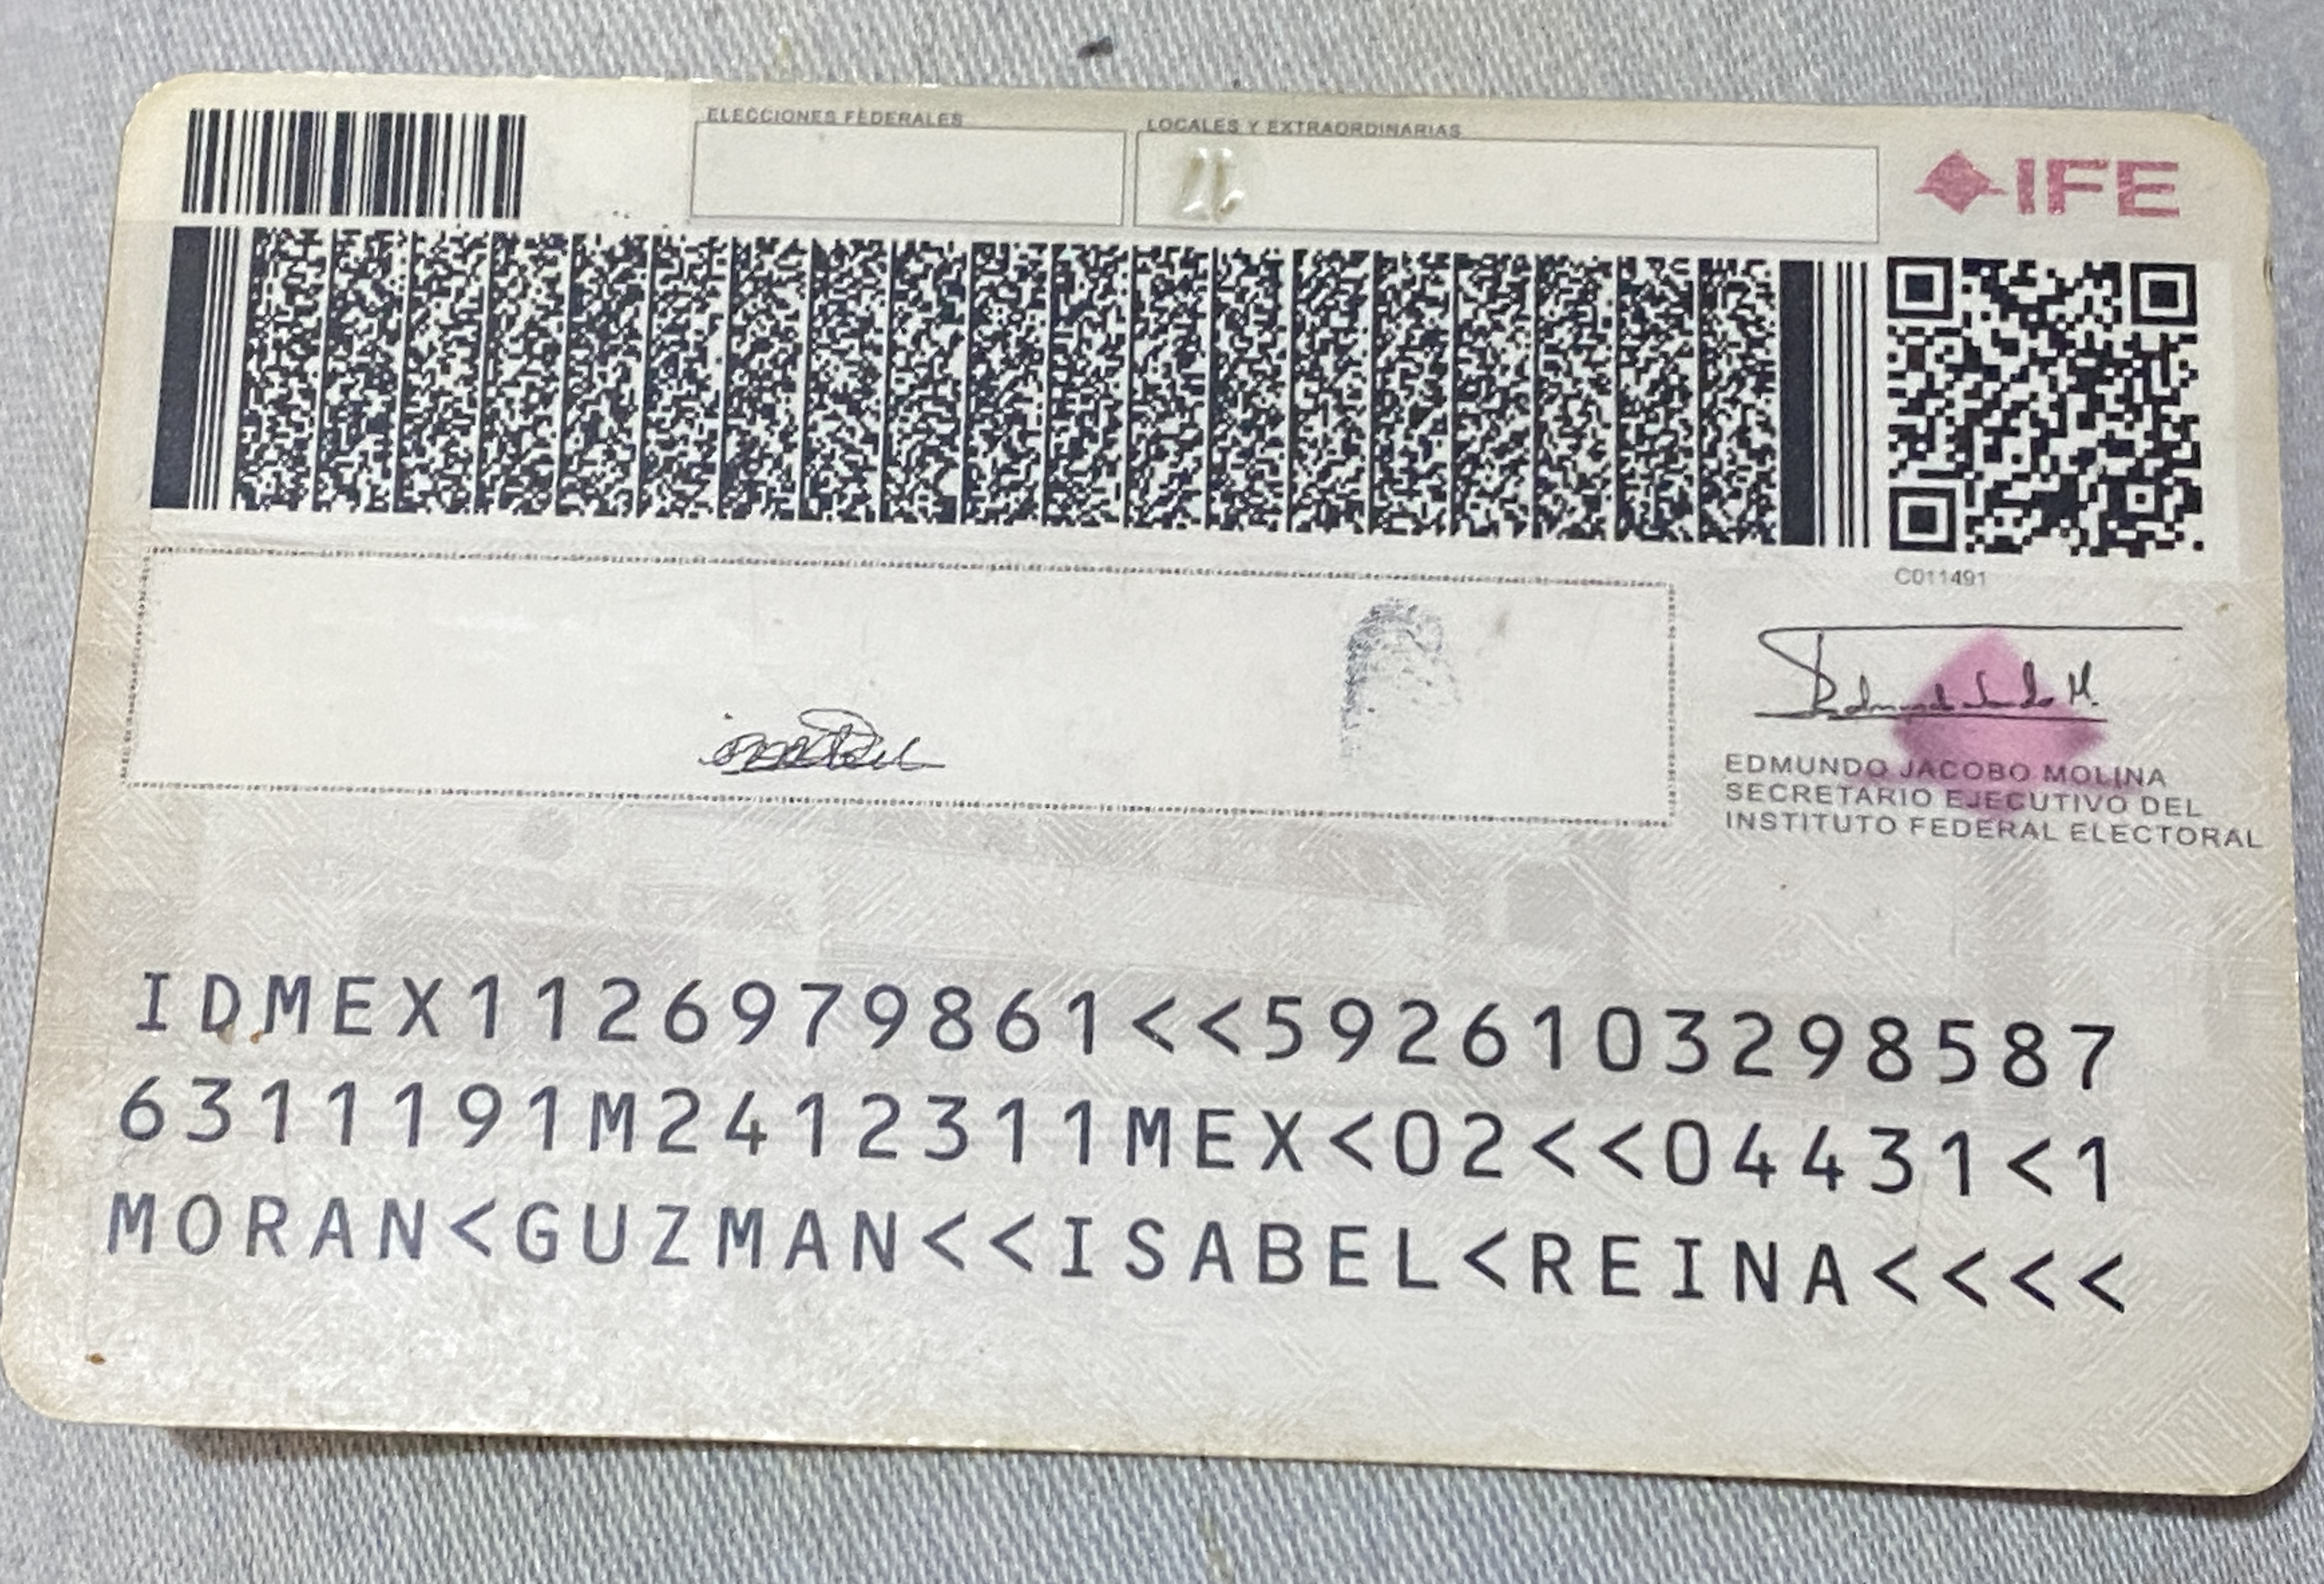 ELECCIONES FEDERALES
LOCALES Y EXTRAORDINARIAS
IFE
C011491
EDMUNDO JACOBO MOLINA
SECRETARIO EJECUTIVO DEL
INSTITUTO FEDERAL ELECTORAL
IDMEX1126979861<<5926103298587
6311191M2412311MEX<02<<04431<1
MORAN<GUZMAN<<ISABEL<REINA<<<<